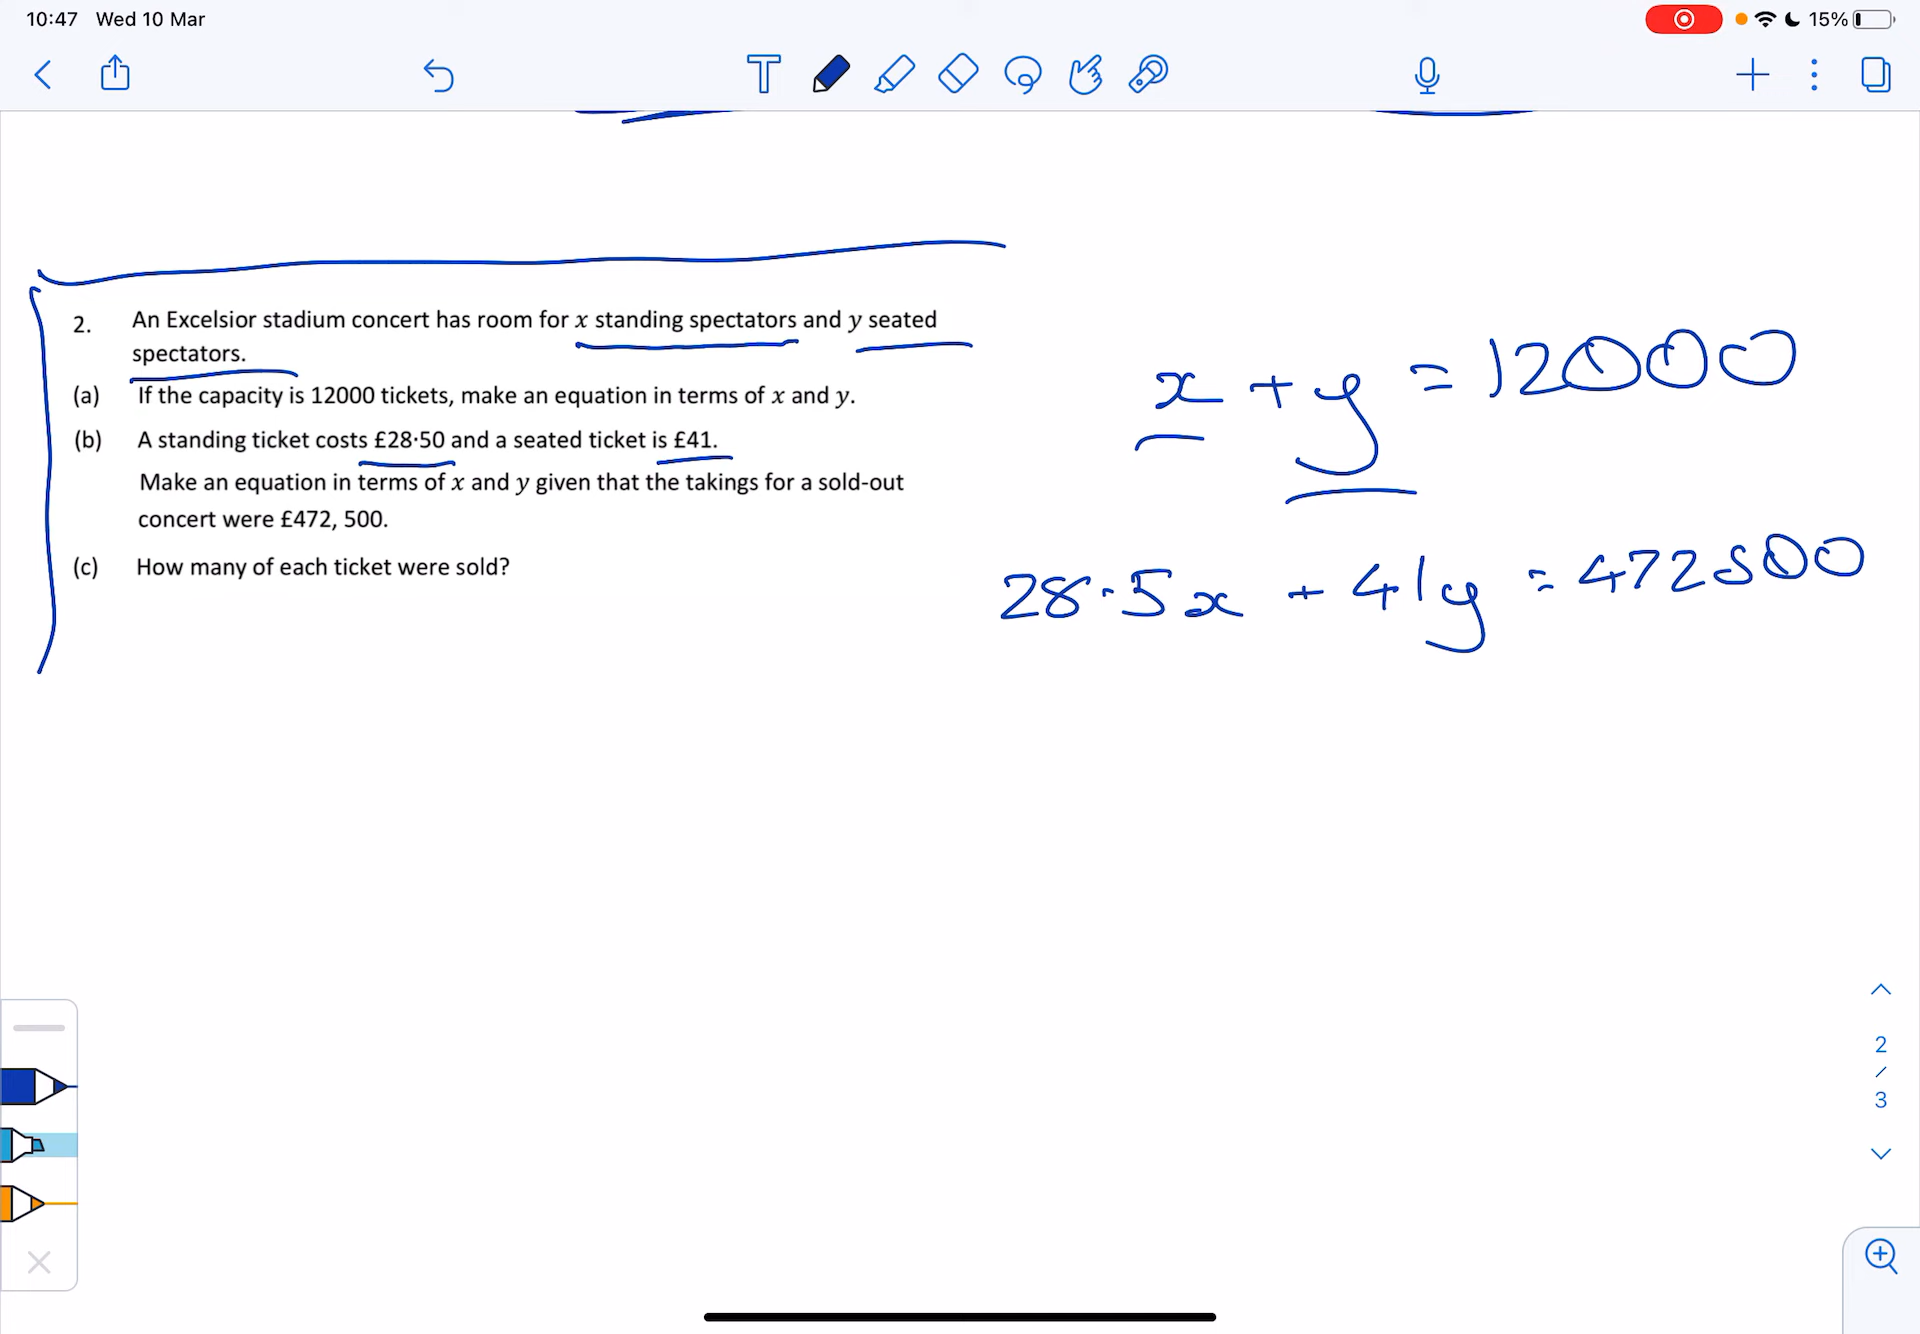 10:47 Wed 10 Mar
15%
2. An Excelsior stadium concert has room for x standing spectators and y seated
spectators.
(a) If the capacity is 12000 tickets, make an equation in terms of x and y.
(b) A standing ticket costs £28·50 and a seated ticket is £41.
Make an equation in terms of x and y given that the takings for a sold-out
concert were £472, 500.
(c) How many of each ticket were sold?
x + y = 12000
28·5x + 41y = 472500
2
/
3